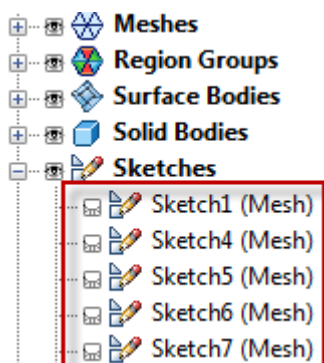 Meshes
Region Groups
Surface Bodies
Solid Bodies
Sketches
Sketch1 (Mesh)
Sketch4 (Mesh)
Sketch5 (Mesh)
Sketch6 (Mesh)
Sketch7 (Mesh)